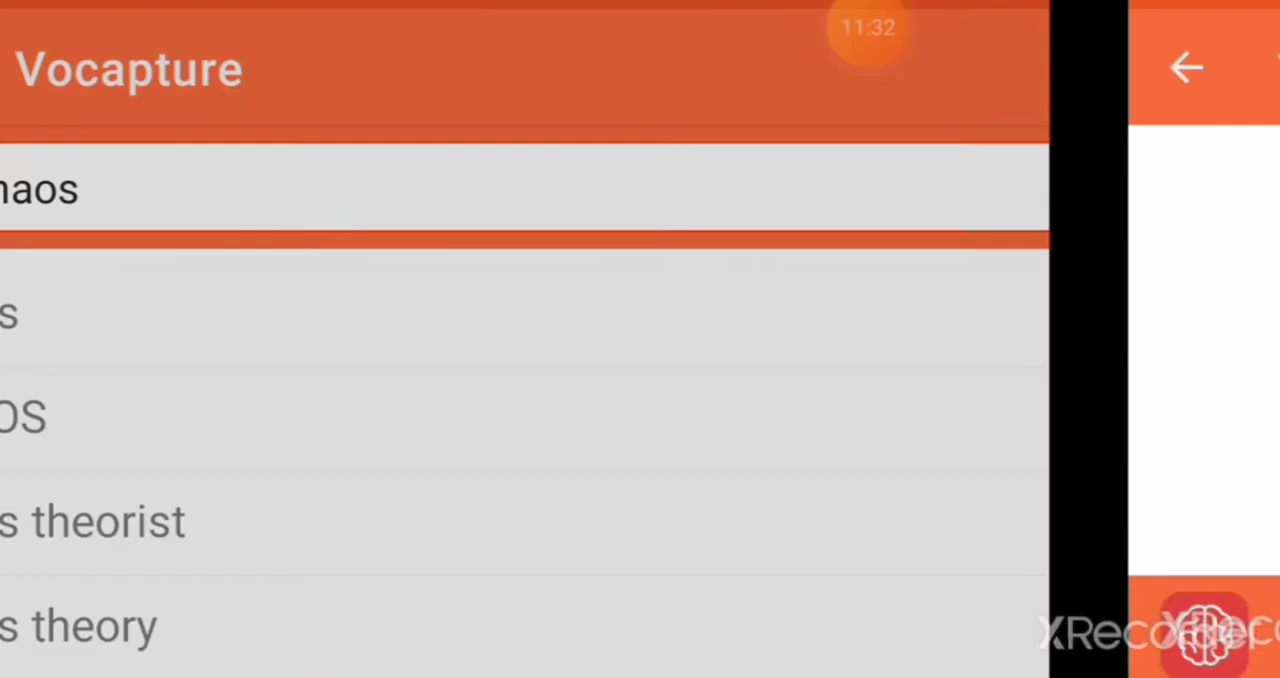 11:32
Vocapture
haos
s
OS
s theorist
s theory
XRecorder